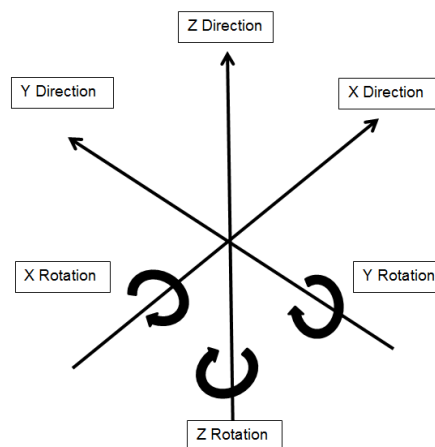 Z Direction
Y Direction
X Direction
X Rotation
Y Rotation
Z Rotation